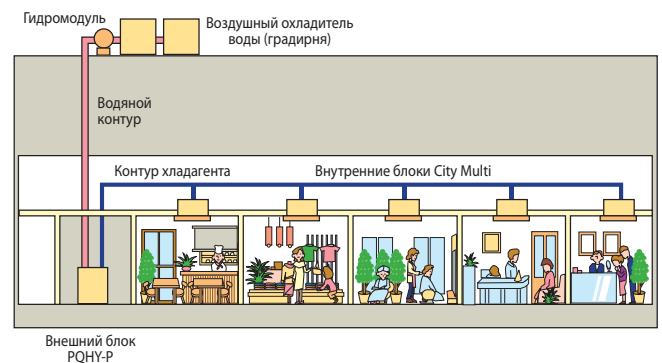 Гидромодуль
Воздушный охладитель
воды (градирня)
Водяной
контур
Контур хладагента
Внутренние блоки City Multi
Внешний блок
PQHY-P